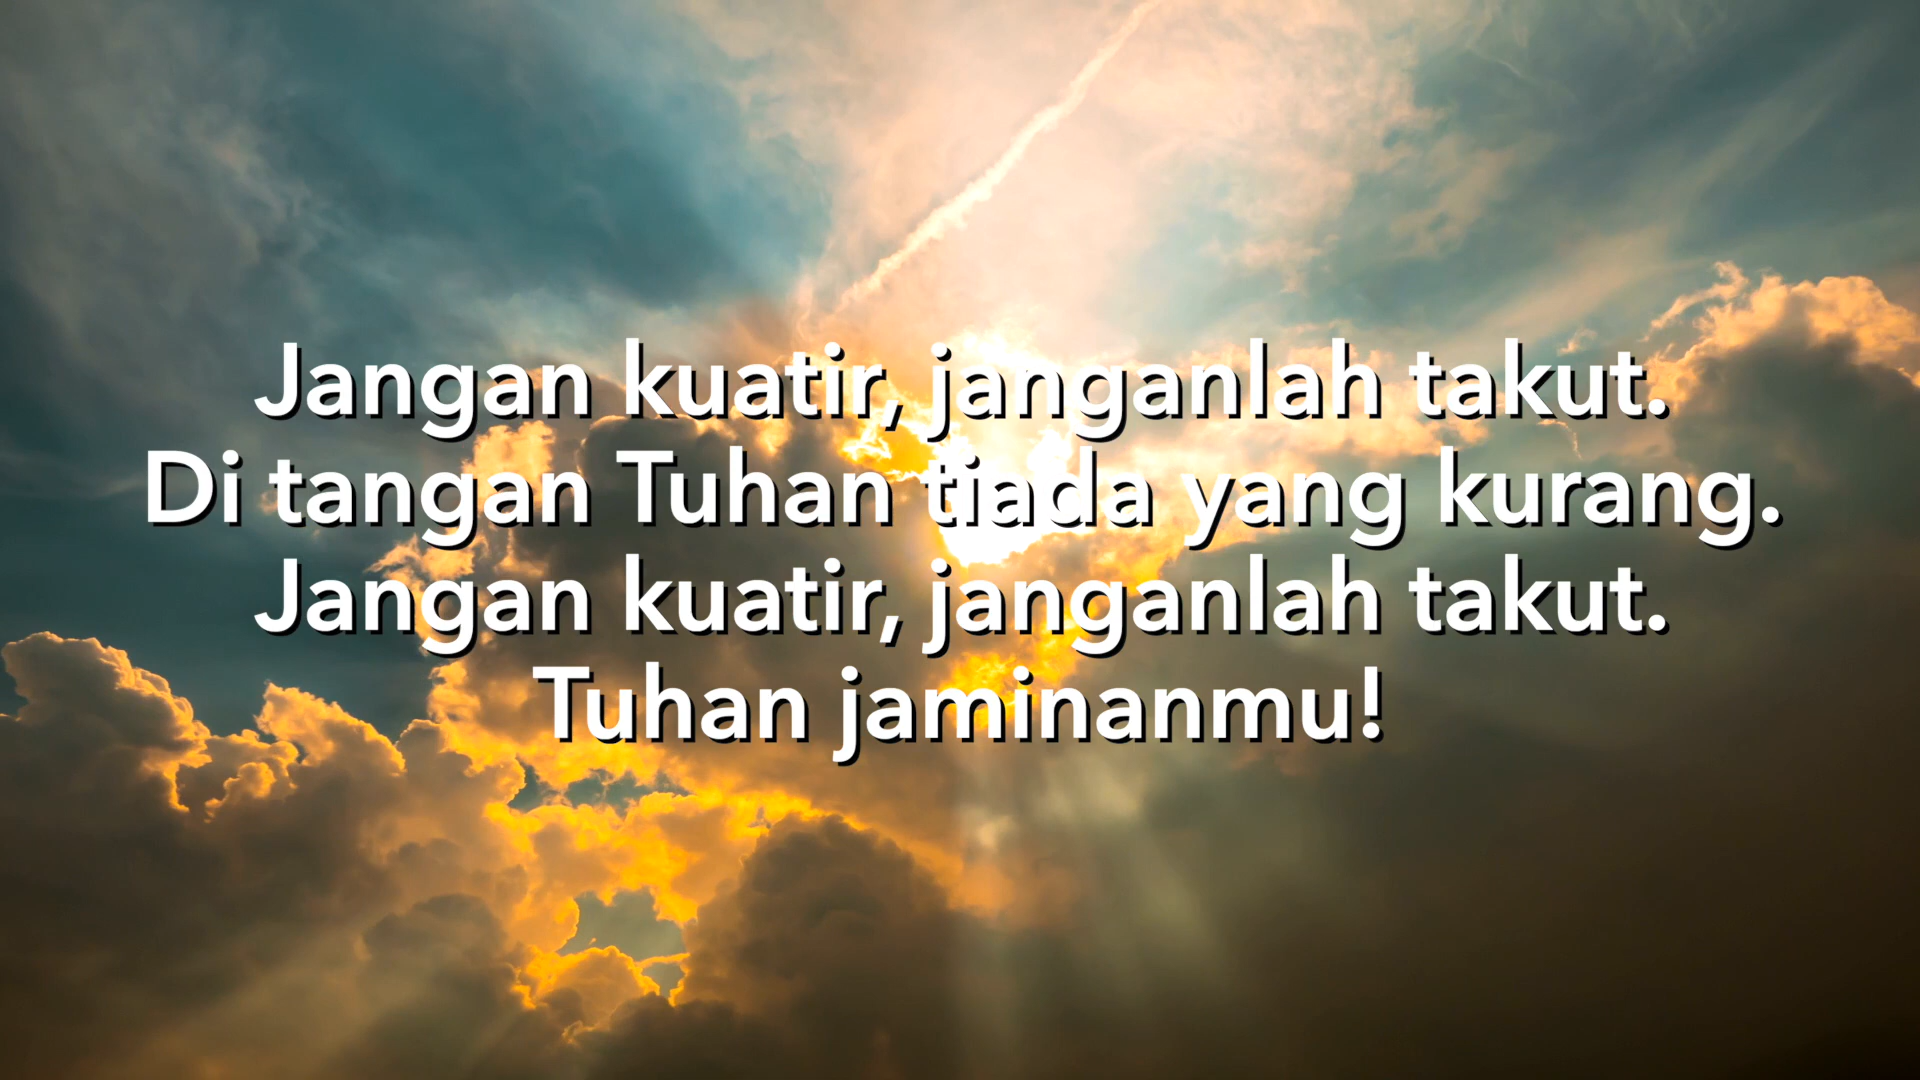 Jangan kuatir, janganlah takut.
Di tangan Tuhan tiada yang kurang.
Jangan kuatir, janganlah takut.
Tuhan jaminanmu!